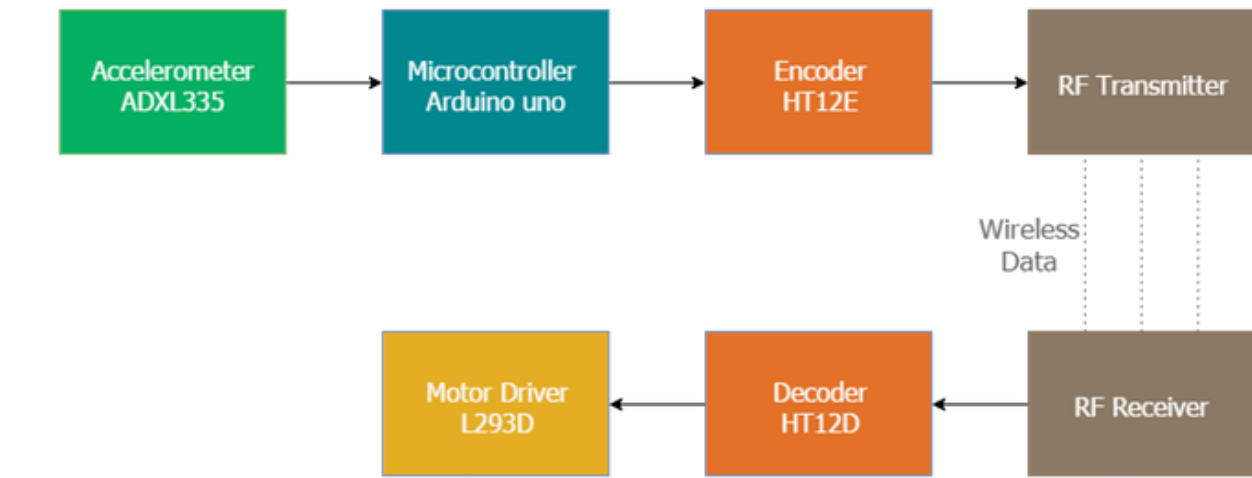 Accelerometer
ADXL335
Microcontroller
Arduino uno
Encoder
HT12E
RF Transmitter
Wireless
Data
Motor Driver
L293D
Decoder
HT12D
RF Receiver